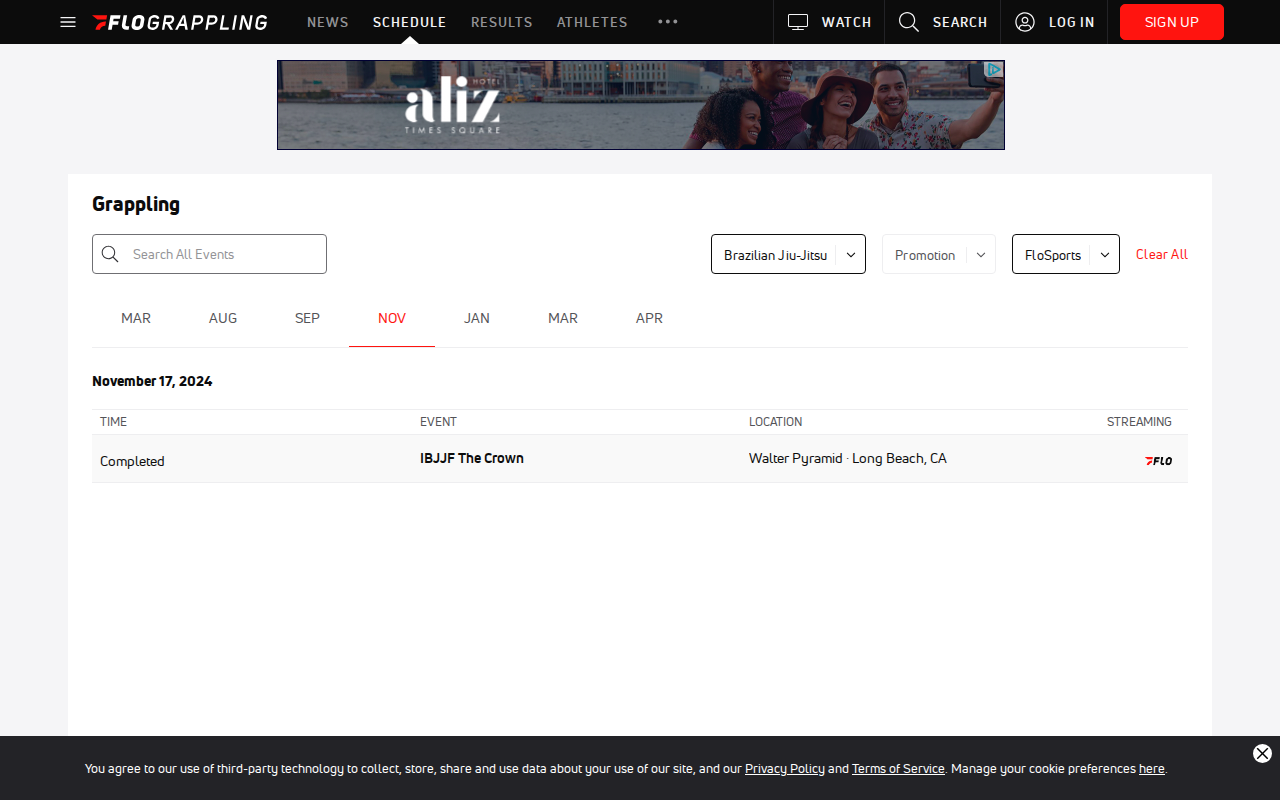 FLOGRAPPLING NEWS SCHEDULE RESULTS ATHLETES WATCH SEARCH LOG IN SIGN UP
aliz HOTEL
TIMES SQUARE
Grappling
Search All Events Brazilian Jiu-Jitsu Promotion FloSports Clear All
MAR AUG SEP NOV JAN MAR APR
November 17, 2024
TIME EVENT LOCATION STREAMING
Completed IBJJF The Crown Walter Pyramid · Long Beach, CA FLO
You agree to our use of third-party technology to collect, store, share and use data about your use of our site, and our Privacy Policy and Terms of Service. Manage your cookie preferences here.